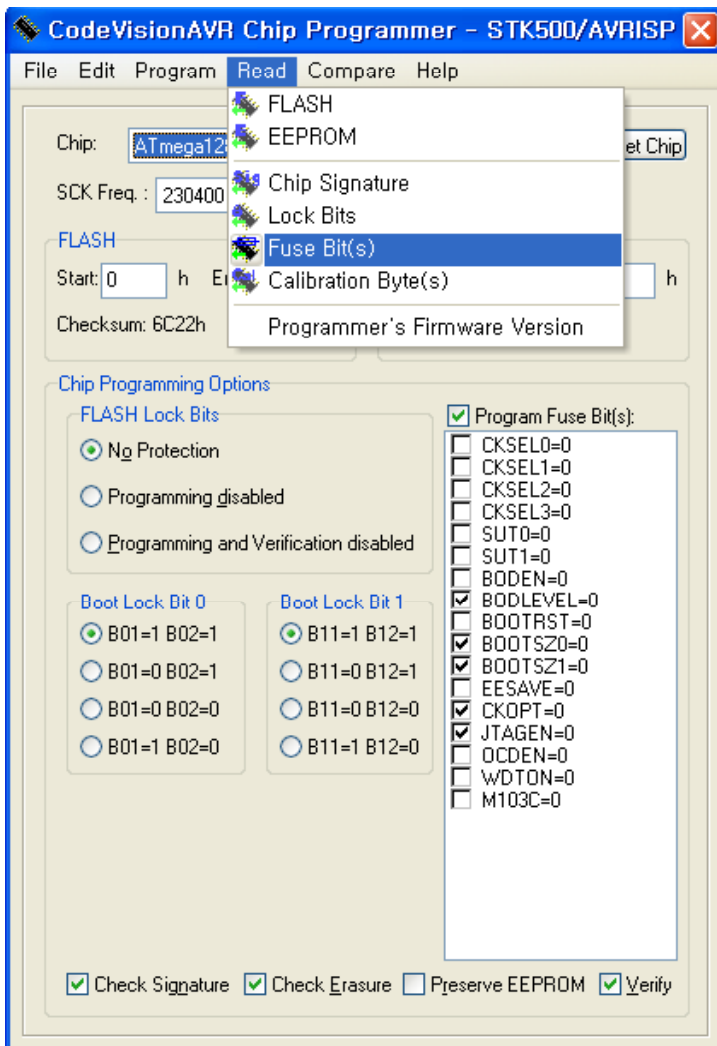 CodeVisionAVR Chip Programmer - STK500/AVRISP
File Edit Program Read Compare Help
FLASH
EEPROM
Chip Signature
Lock Bits
Fuse Bit(s)
Calibration Byte(s)
Programmer's Firmware Version
Chip: ATmega12 et Chip
SCK Freq. : 230400
FLASH
Start: 0 h h
Checksum: 6C22h
Chip Programming Options
FLASH Lock Bits
No Protection
Programming disabled
Programming and Verification disabled
Boot Lock Bit 0
B01=1 B02=1
B01=0 B02=1
B01=0 B02=0
B01=1 B02=0
Boot Lock Bit 1
B11=1 B12=1
B11=0 B12=1
B11=0 B12=0
B11=1 B12=0
Program Fuse Bit(s):
CKSEL0=0
CKSEL1=0
CKSEL2=0
CKSEL3=0
SUT0=0
SUT1=0
BODEN=0
BODLEVEL=0
BOOTRST=0
BOOTSZ0=0
BOOTSZ1=0
EESAVE=0
CKOPT=0
JTAGEN=0
OCDEN=0
WDTON=0
M103C=0
Check Signature Check Erasure Preserve EEPROM Verify